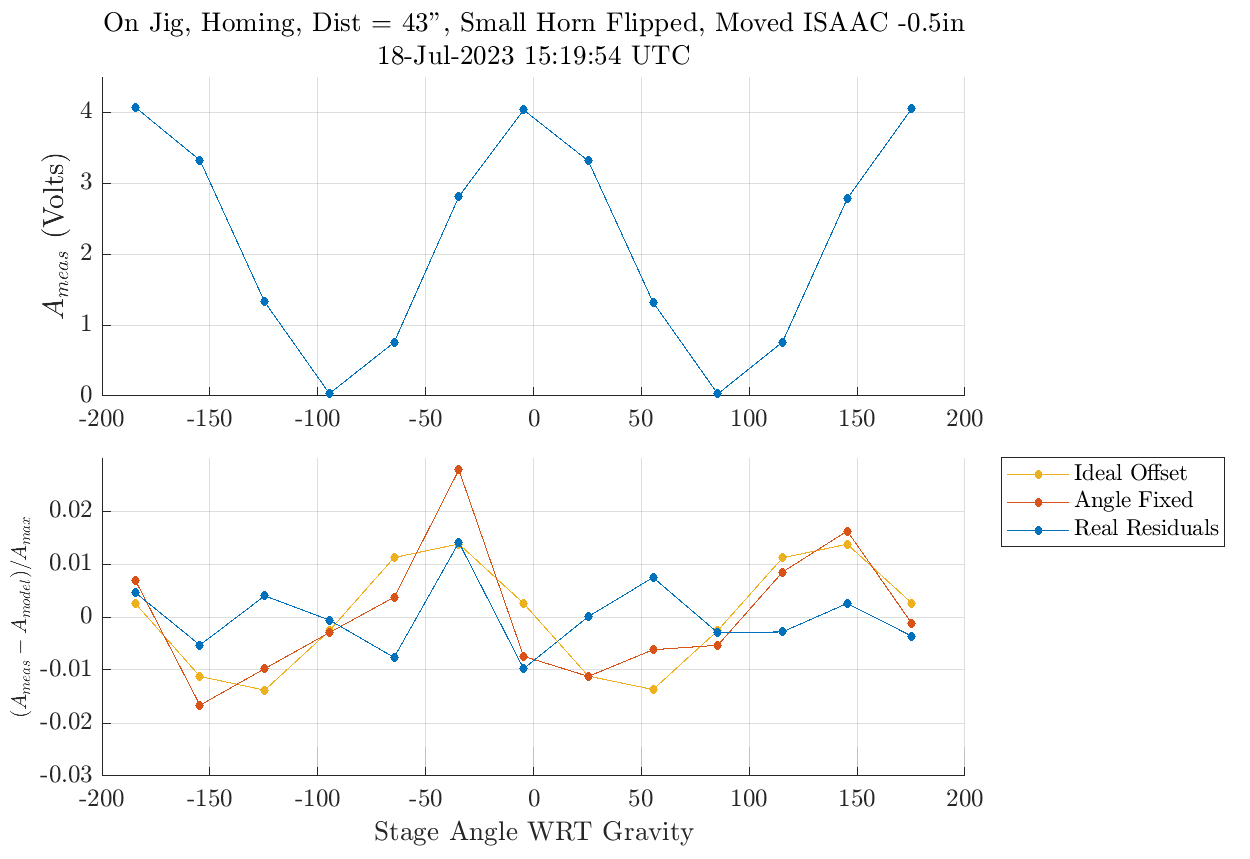 On Jig, Homing, Dist = 43", Small Horn Flipped, Moved ISAAC -0.5in
18-Jul-2023 15:19:54 UTC
A_meas (Volts)
4
3
2
1
0
-200 -150 -100 -50 0 50 100 150 200
(A_meas − A_model)/A_max
0.02
0.01
0
-0.01
-0.02
-0.03
-200 -150 -100 -50 0 50 100 150 200
Stage Angle WRT Gravity
Ideal Offset
Angle Fixed
Real Residuals